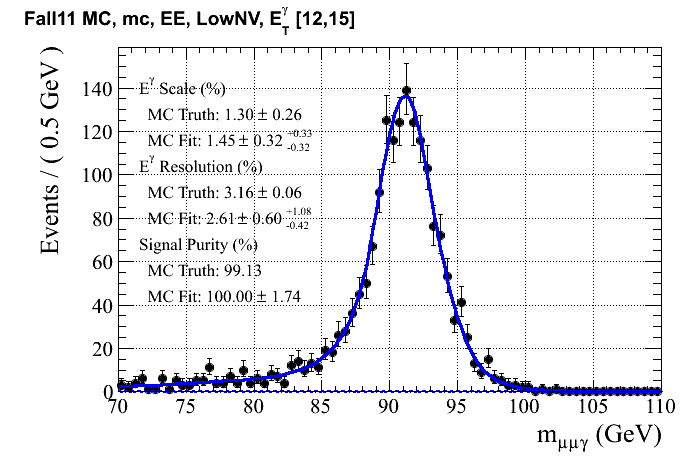 Fall11 MC, mc, EE, LowNV, E_T^γ [12,15]
Events / ( 0.5 GeV )
140
120
100
80
60
40
20
0
E^γ Scale (%)
MC Truth: 1.30 ± 0.26
MC Fit: 1.45 ± 0.32 +0.33 -0.32
E^γ Resolution (%)
MC Truth: 3.16 ± 0.06
MC Fit: 2.61 ± 0.60 +1.08 -0.42
Signal Purity (%)
MC Truth: 99.13
MC Fit: 100.00 ± 1.74
70 75 80 85 90 95 100 105 110
m_μμγ (GeV)